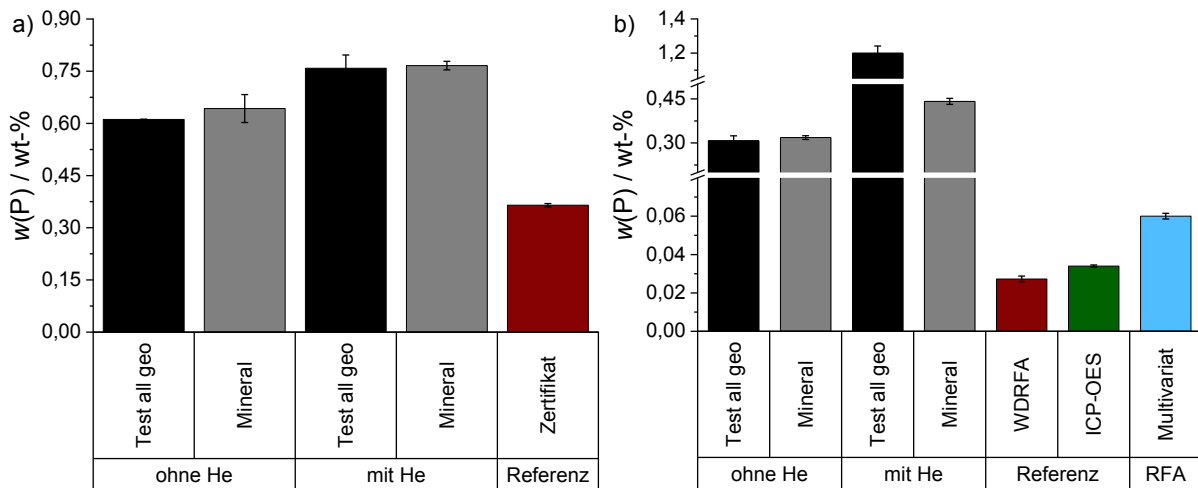 a)
w(P) / wt-%
0,90
0,75
0,60
0,45
0,30
0,15
0,00
Test all geo
Mineral
Test all geo
Mineral
Zertifikat
ohne He
mit He
Referenz
b)
w(P) / wt-%
1,4
1,2
0,45
0,30
0,06
0,04
0,02
0,00
Test all geo
Mineral
Test all geo
Mineral
WDRFA
ICP-OES
Multivariat
ohne He
mit He
Referenz
RFA